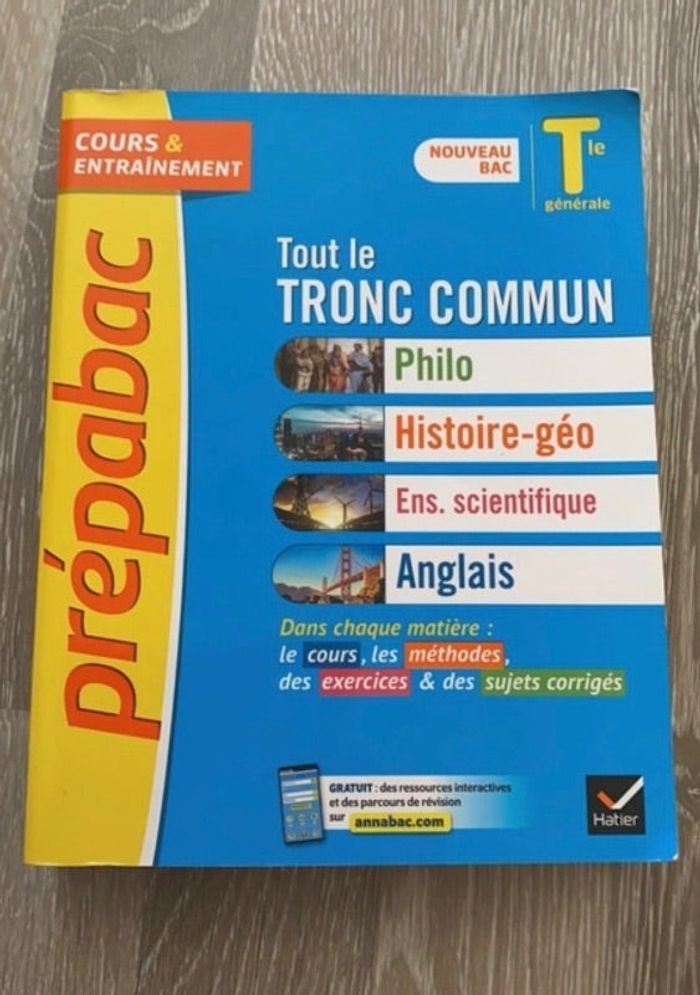 COURS &
ENTRAÎNEMENT
NOUVEAU
BAC
Tle
générale
prépabac
Tout le
TRONC COMMUN
Philo
Histoire-géo
Ens. scientifique
Anglais
Dans chaque matière :
le cours, les méthodes,
des exercices & des sujets corrigés
GRATUIT : des ressources interactives
et des parcours de révision
sur annabac.com
Hatier